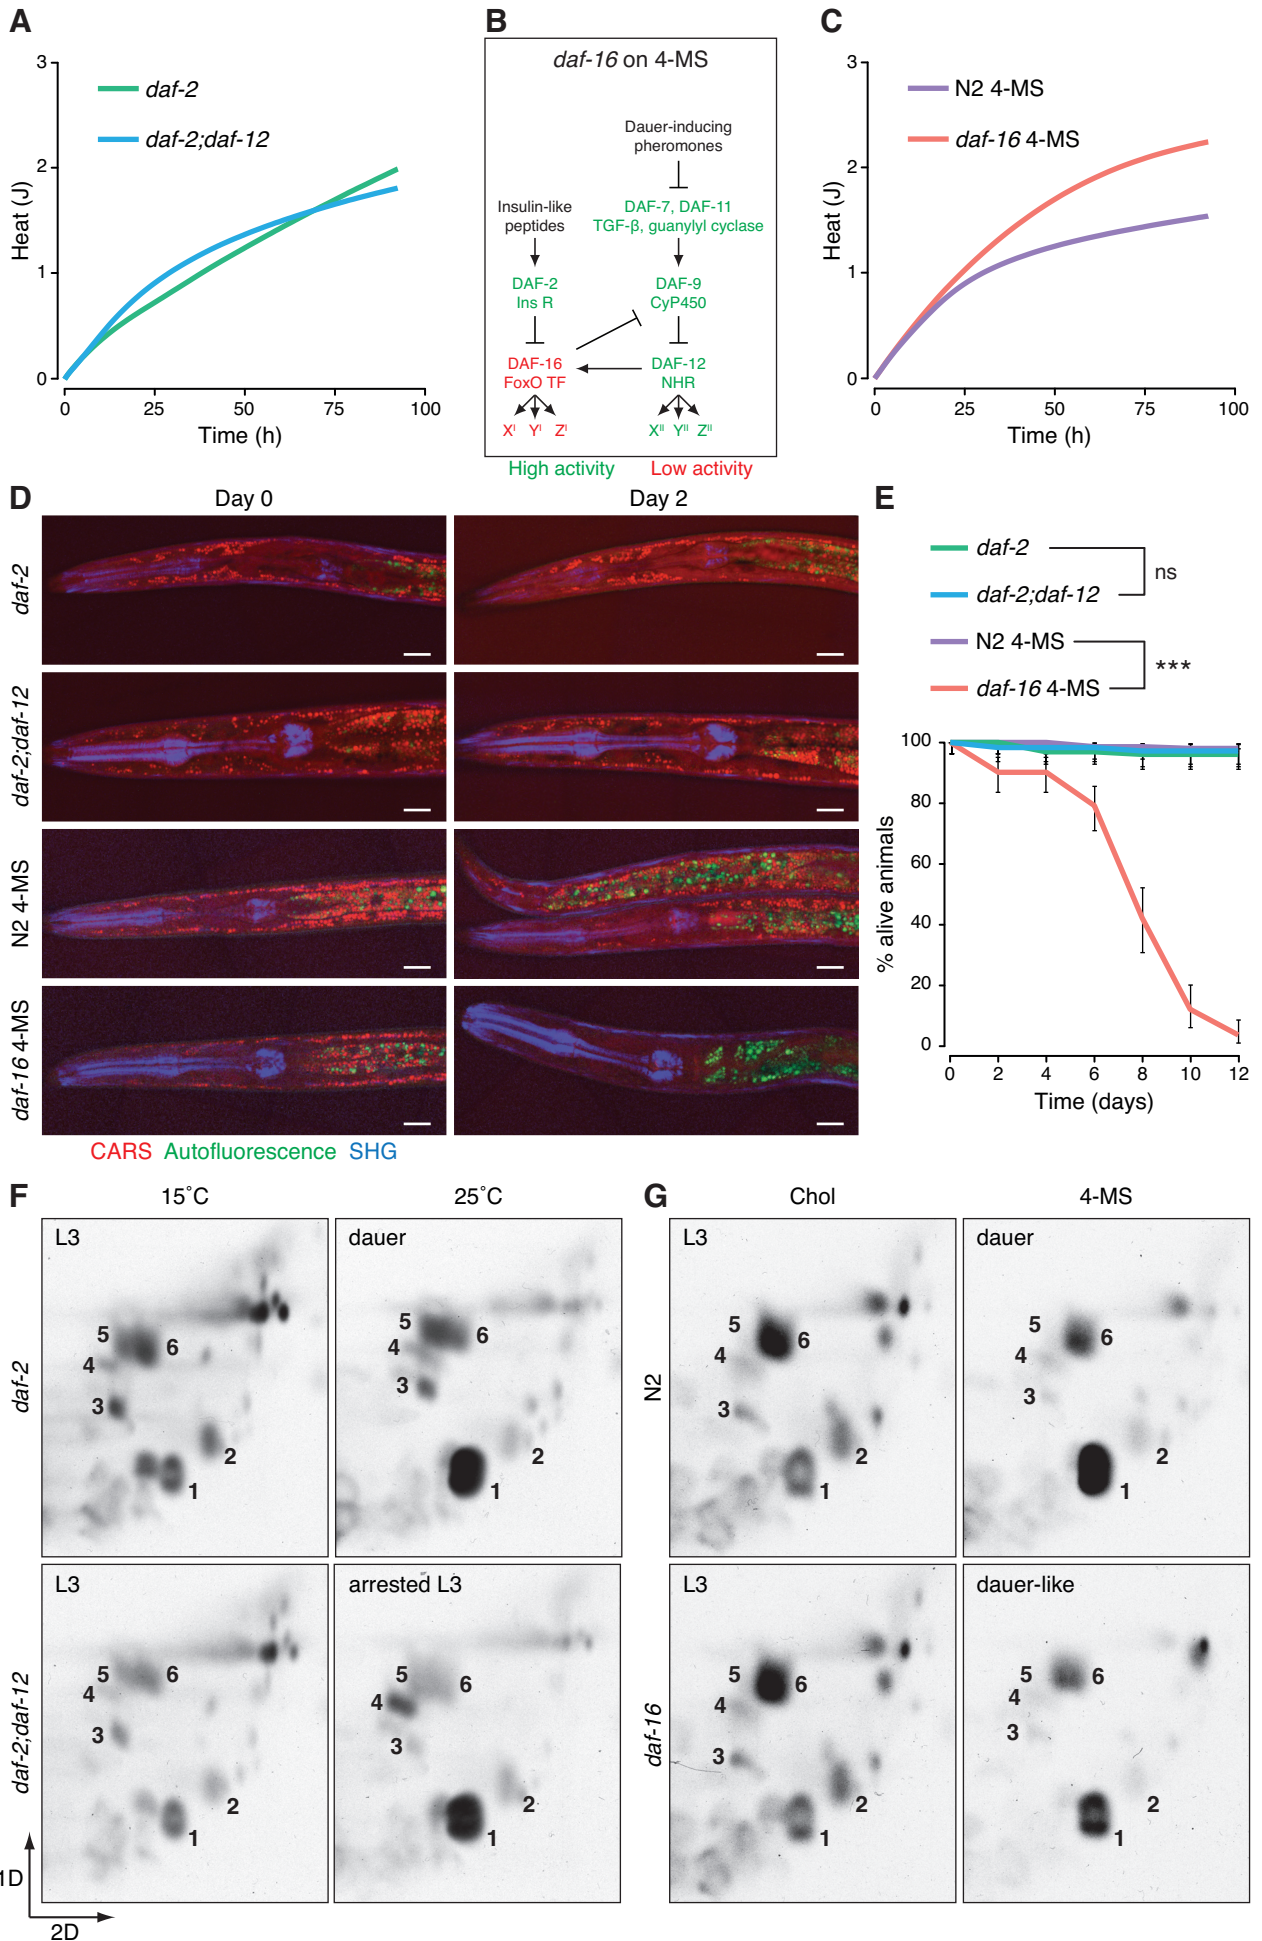 A
3
2
1
0
Heat (J)
daf-2
daf-2;daf-12
0 25 50 75 100
Time (h)
B
daf-16 on 4-MS
Dauer-inducing
pheromones
Insulin-like
peptides
DAF-7, DAF-11
TGF-β, guanylyl cyclase
DAF-2
Ins R
DAF-9
CyP450
DAF-16
FoxO TF
DAF-12
NHR
Xᴵ Yᴵ Zᴵ
Xᴵᴵ Yᴵᴵ Zᴵᴵ
High activity Low activity
C
3
2
1
0
Heat (J)
N2 4-MS
daf-16 4-MS
0 25 50 75 100
Time (h)
D
Day 0 Day 2
daf-2
daf-2;daf-12
N2 4-MS
daf-16 4-MS
CARS Autofluorescence SHG
E
daf-2
daf-2;daf-12
ns
N2 4-MS
daf-16 4-MS
***
100
80
60
40
20
0
% alive animals
0 2 4 6 8 10 12
Time (days)
F
15°C 25°C
daf-2
L3
5
6
4
3
2
1
dauer
5
6
4
3
2
1
daf-2;daf-12
L3
5
6
4
3
2
1
arrested L3
5
6
4
3
2
1
1D
2D
G
Chol 4-MS
N2
L3
5
6
4
3
2
1
dauer
5
6
4
3
2
1
daf-16
L3
5
6
4
3
2
1
dauer-like
5
6
4
3
2
1